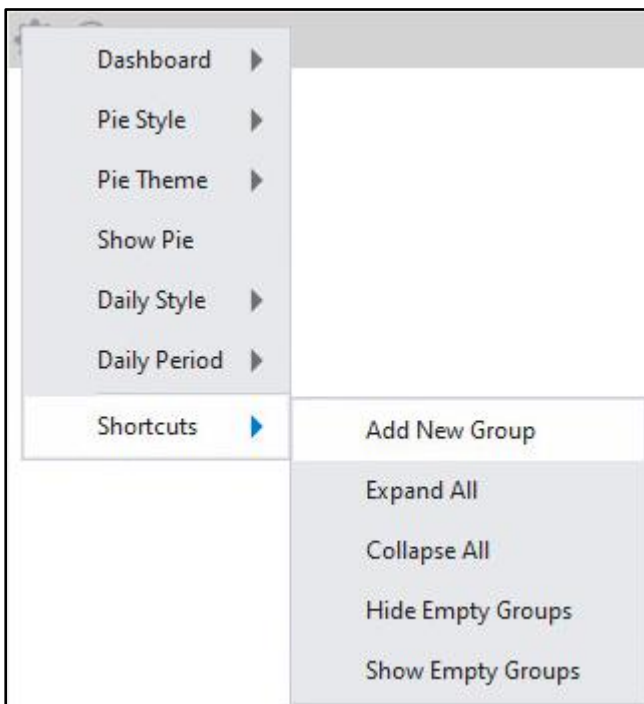 Dashboard
Pie Style
Pie Theme
Show Pie
Daily Style
Daily Period
Shortcuts
Add New Group
Expand All
Collapse All
Hide Empty Groups
Show Empty Groups